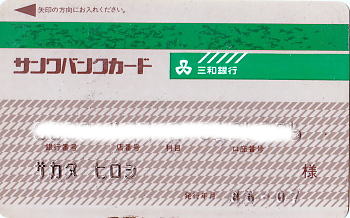 矢印の方向にお入れください。
サンワバンクカード 三和銀行
銀行番号 店番号 科目 口座番号
サカタ ヒロシ 様
発行年月